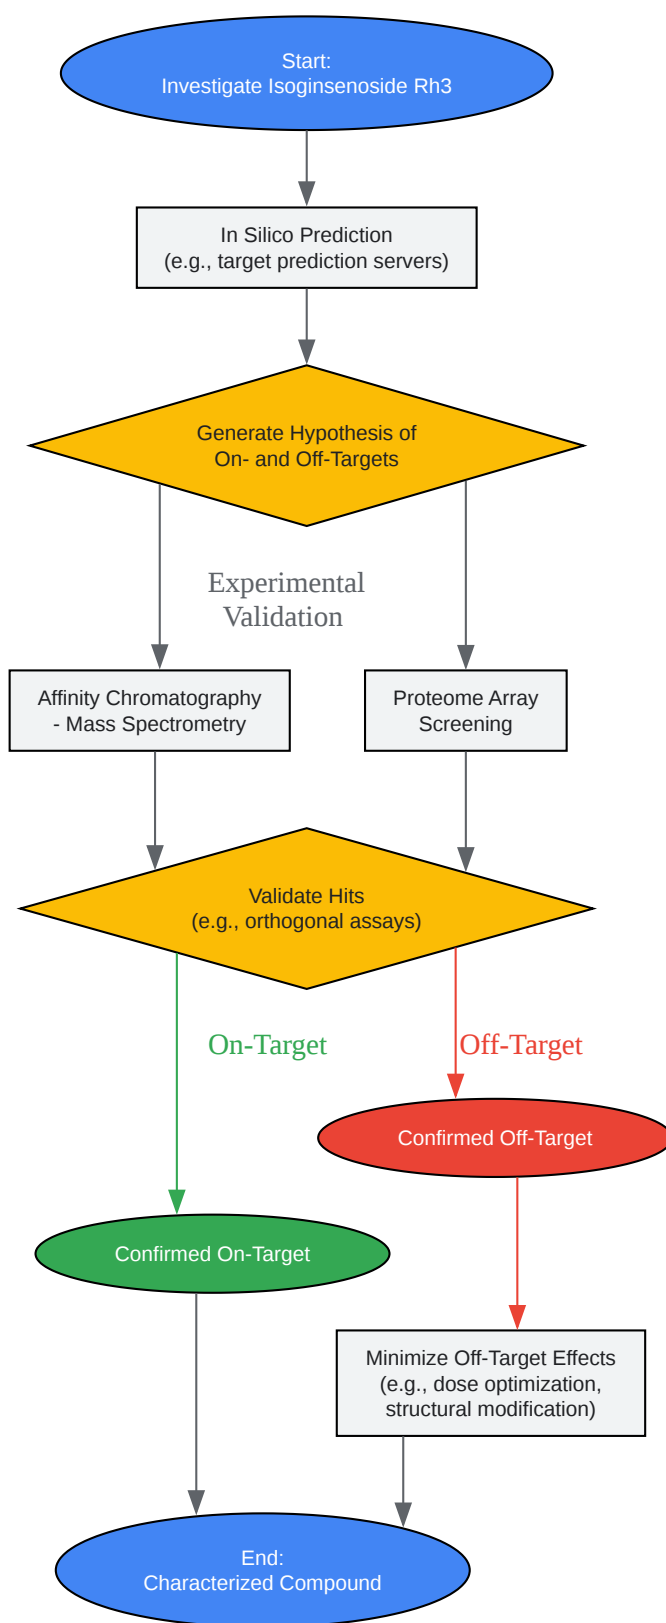 Start:
Investigate Isoginsenoside Rh3
In Silico Prediction
(e.g., target prediction servers)
Generate Hypothesis of
On- and Off-Targets
Experimental
Validation
Affinity Chromatography
- Mass Spectrometry
Proteome Array
Screening
Validate Hits
(e.g., orthogonal assays)
On-Target
Off-Target
Confirmed Off-Target
Confirmed On-Target
Minimize Off-Target Effects
(e.g., dose optimization,
structural modification)
End:
Characterized Compound